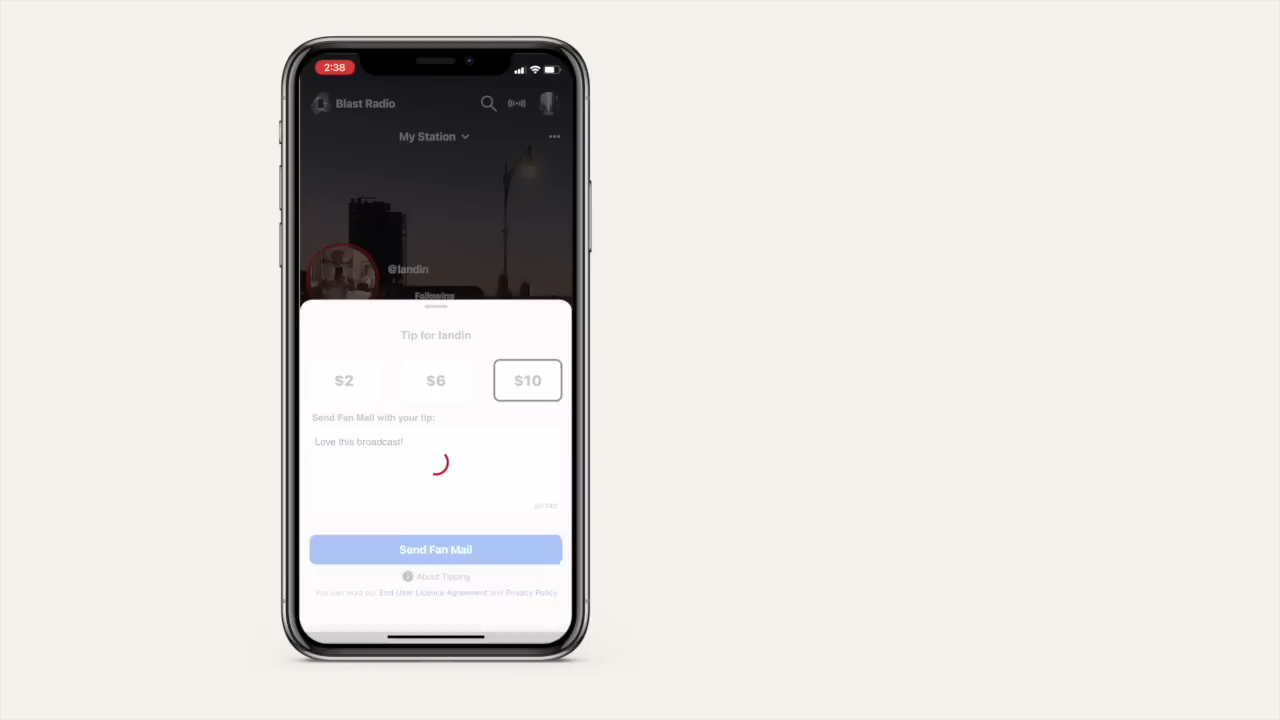 2:38
Blast Radio
My Station
@landin
Following
Tip for landin
$2 $6 $10
Send Fan Mail with your tip:
Love this broadcast!
20/140
Send Fan Mail
About Tipping
You can read our End User Licence Agreement and Privacy Policy